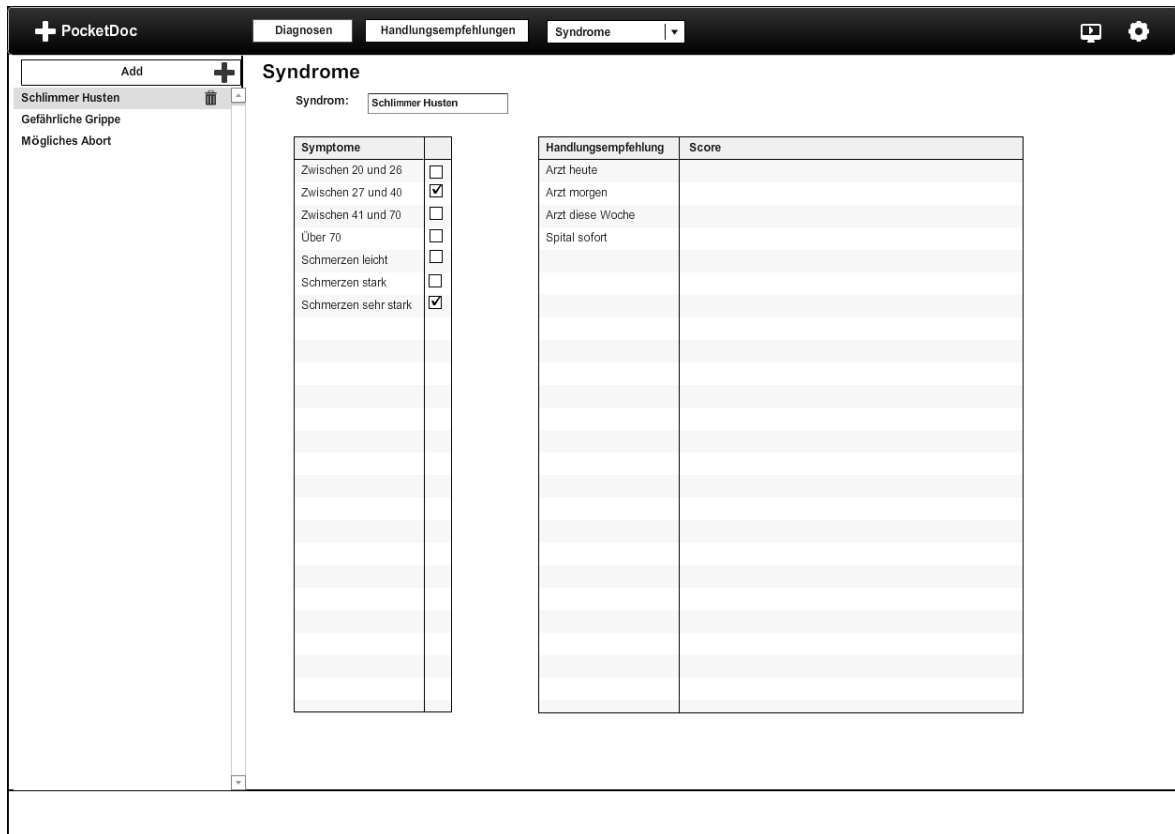 PocketDoc
Diagnosen
Handlungsempfehlungen
Syndrome
Add
Schlimmer Husten
Gefährliche Grippe
Mögliches Abort
Syndrome
Syndrom: Schlimmer Husten
Symptome
Zwischen 20 und 26
Zwischen 27 und 40
Zwischen 41 und 70
Über 70
Schmerzen leicht
Schmerzen stark
Schmerzen sehr stark
Handlungsempfehlung Score
Arzt heute
Arzt morgen
Arzt diese Woche
Spital sofort